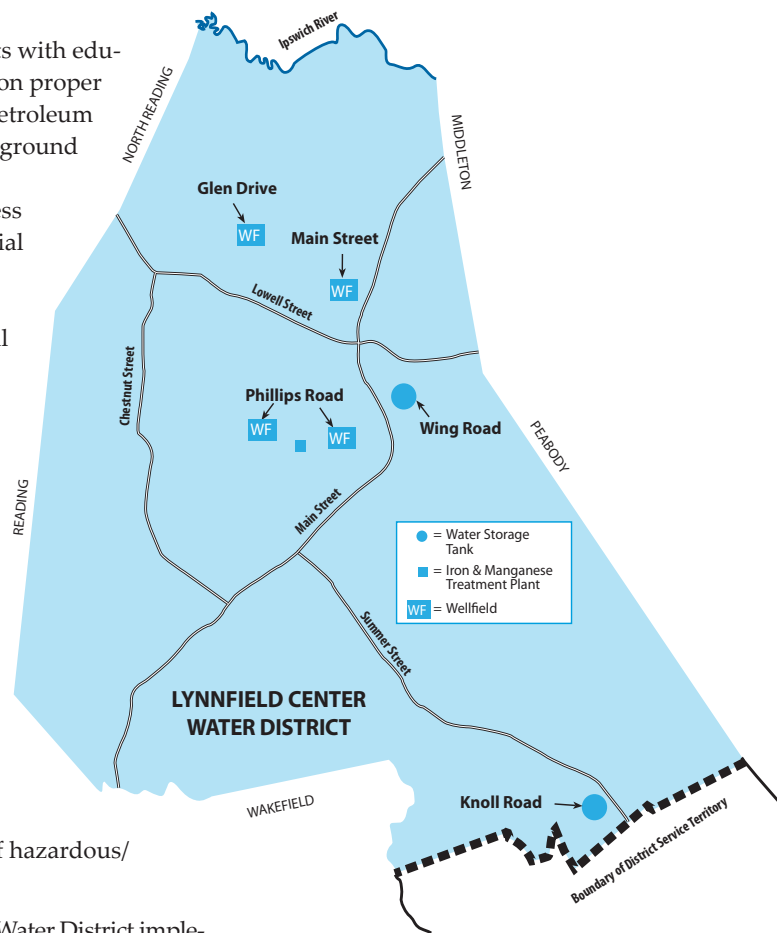 ts with edu-
on proper
etroleum
ground
ess
ial
l
f hazardous/
Water District imple-
Ipswich River
NORTH READING
MIDDLETON
Glen Drive
WF
Main Street
WF
Lowell Street
Chestnut Street
Phillips Road
WF
WF
Wing Road
PEABODY
READING
Main Street
= Water Storage
Tank
= Iron & Manganese
Treatment Plant
WF = Wellfield
Summer Street
LYNNFIELD CENTER
WATER DISTRICT
WAKEFIELD
Knoll Road
Boundary of District Service Territory